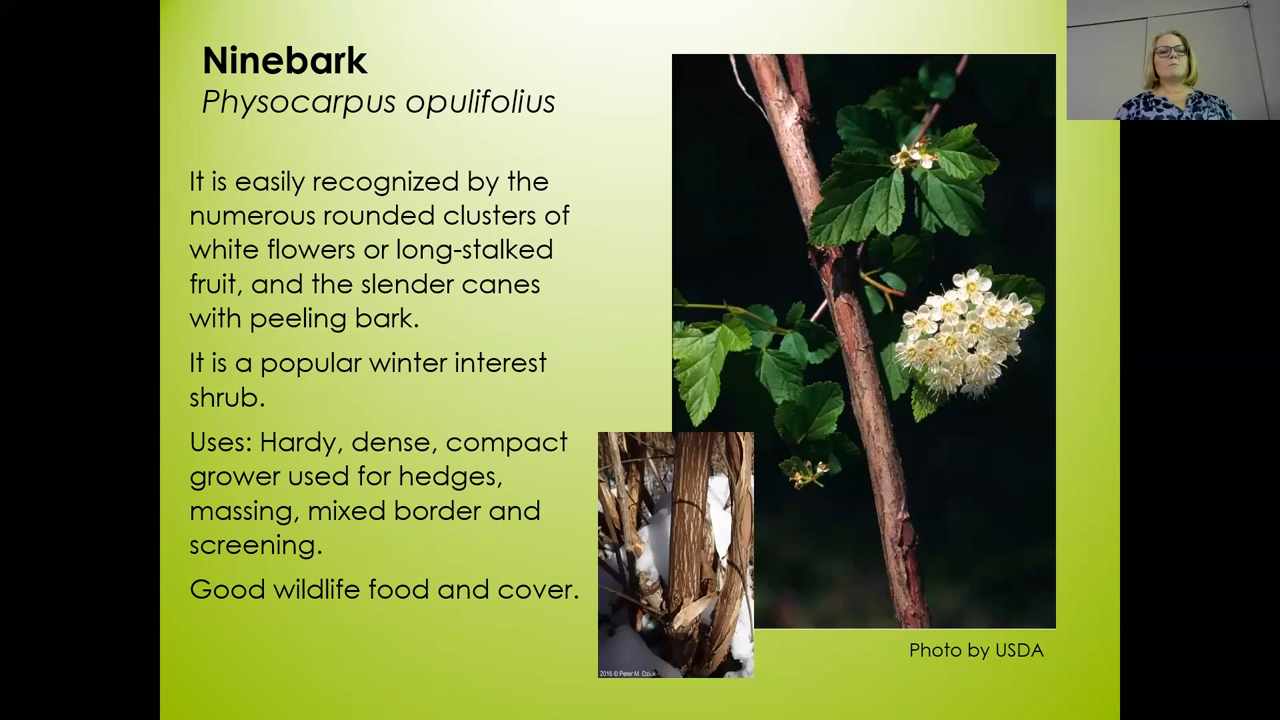 Ninebark
Physocarpus opulifolius
It is easily recognized by the
numerous rounded clusters of
white flowers or long-stalked
fruit, and the slender canes
with peeling bark.
It is a popular winter interest
shrub.
Uses: Hardy, dense, compact
grower used for hedges,
massing, mixed border and
screening.
Good wildlife food and cover.
2016 © Peter M. Dziuk
Photo by USDA